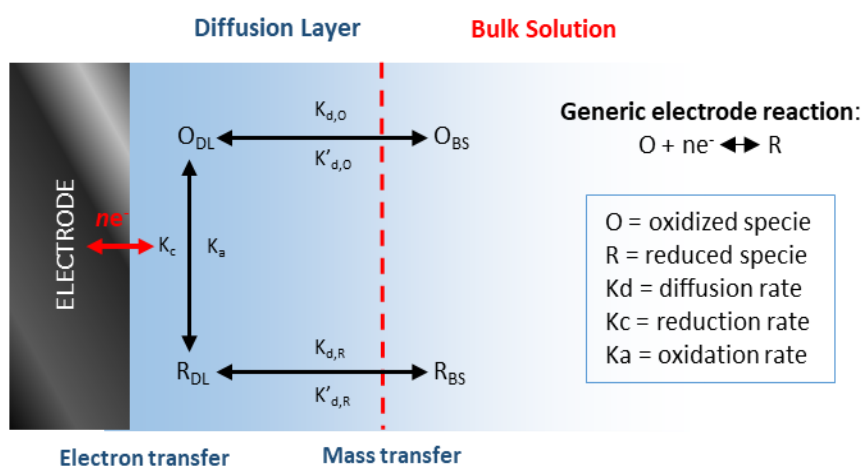 Diffusion Layer
Bulk Solution
K_d,O
O_DL
O_BS
K'_d,O
Generic electrode reaction:
O + ne⁻ ↔ R
ELECTRODE
ne⁻
K_c
K_a
O = oxidized specie
R = reduced specie
Kd = diffusion rate
Kc = reduction rate
Ka = oxidation rate
K_d,R
R_DL
R_BS
K'_d,R
Electron transfer
Mass transfer